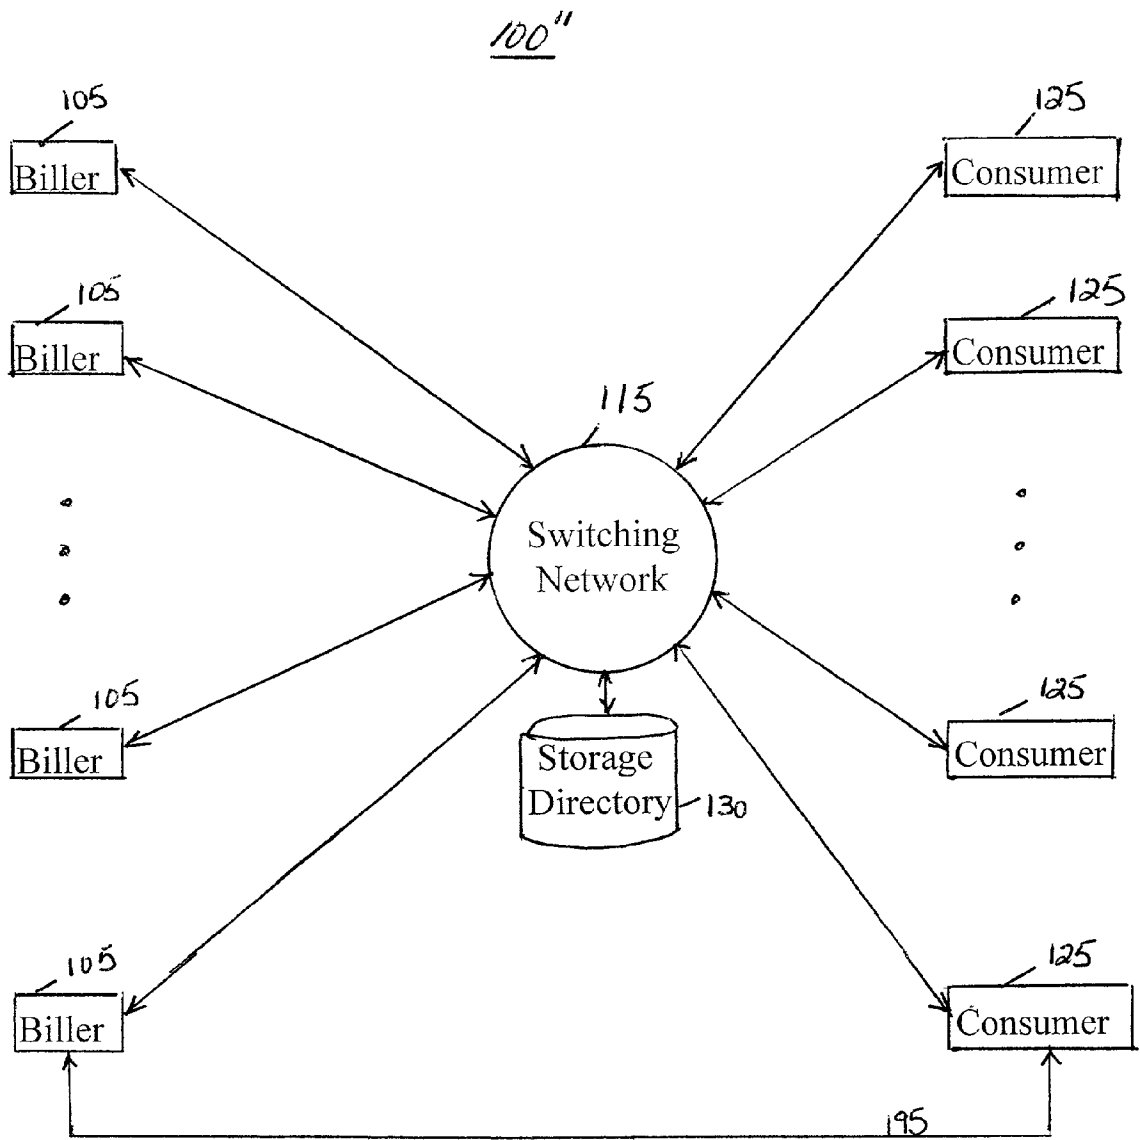 100"
105
125
Biller
Consumer
105
125
Biller
Consumer
115
Switching
Network
105
125
Biller
Consumer
Storage
Directory
130
105
125
Biller
Consumer
195